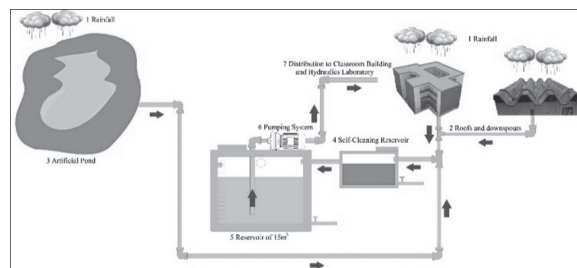 1 Rainfall
7 Distribution to Classroom Building
and Hydraulics Laboratory
1 Rainfall
6 Pumping System
4 Self-Cleaning Reservoir
2 Roofs and downspouts
3 Artificial Pond
5 Reservoir of 15m³